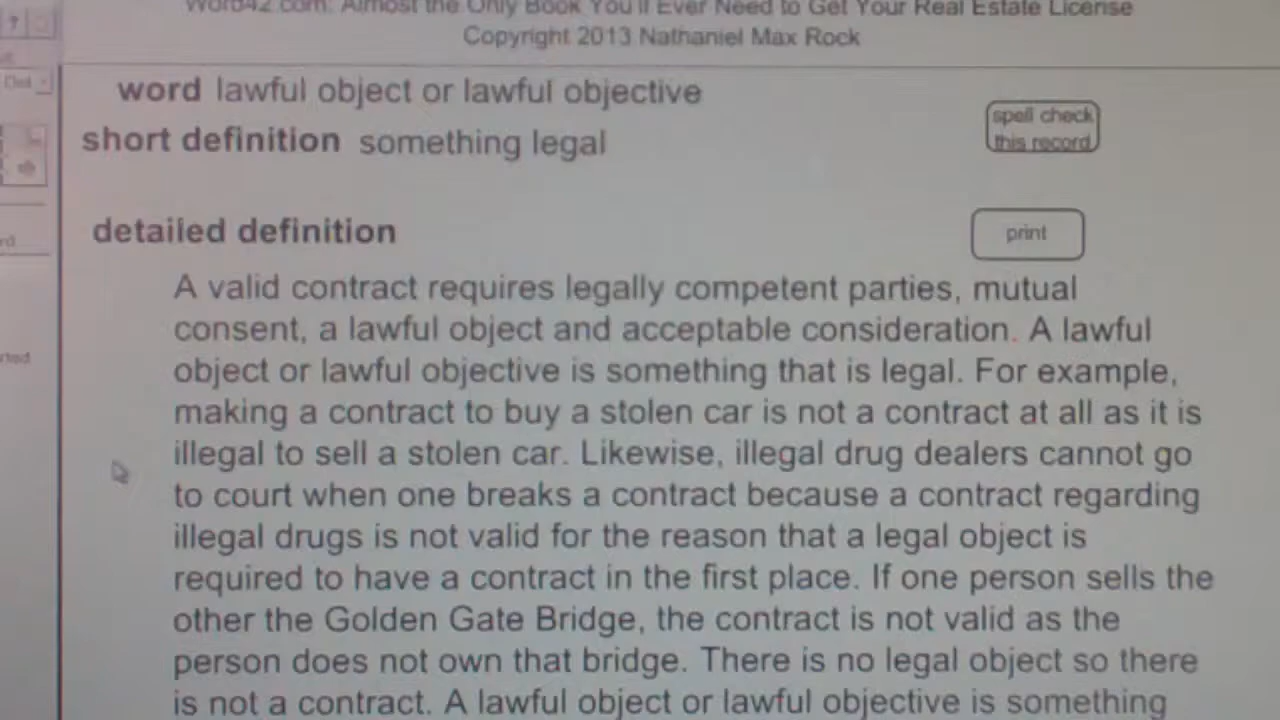 Word42.com: Almost the Only Book You'll Ever Need to Get Your Real Estate License
Copyright 2013 Nathaniel Max Rock
?
word lawful object or lawful objective
spell check
this record
short definition something legal
detailed definition
print
A valid contract requires legally competent parties, mutual
consent, a lawful object and acceptable consideration. A lawful
object or lawful objective is something that is legal. For example,
making a contract to buy a stolen car is not a contract at all as it is
illegal to sell a stolen car. Likewise, illegal drug dealers cannot go
to court when one breaks a contract because a contract regarding
illegal drugs is not valid for the reason that a legal object is
required to have a contract in the first place. If one person sells the
other the Golden Gate Bridge, the contract is not valid as the
person does not own that bridge. There is no legal object so there
is not a contract. A lawful object or lawful objective is something